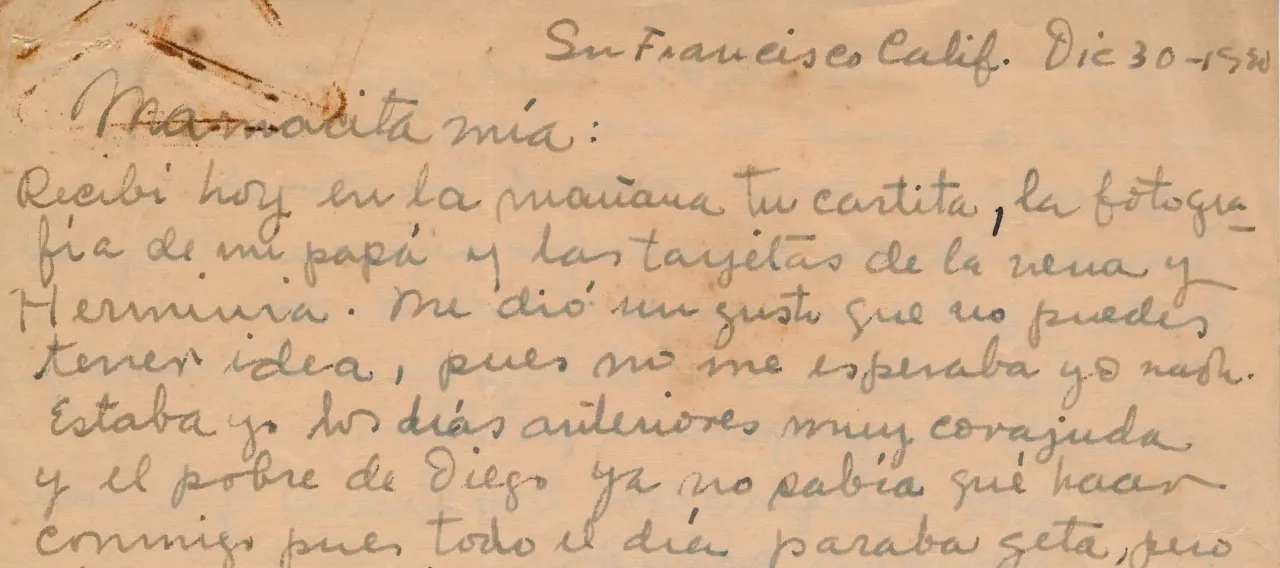 Sn Francisco Calif. Dic 30-1930
Mamacita mía:
Recibí hoy en la mañana tu cartita, la fotogra-
fía de mi papá y las tarjetas de la nena y
Herminia. Me dió un gusto que no puedes
tener idea, pues no me esperaba yo nada.
Estaba yo los días anteriores muy corajuda
y el pobre de Diego ya no sabía qué hacer
conmigo pues todo el día paraba geta, pero